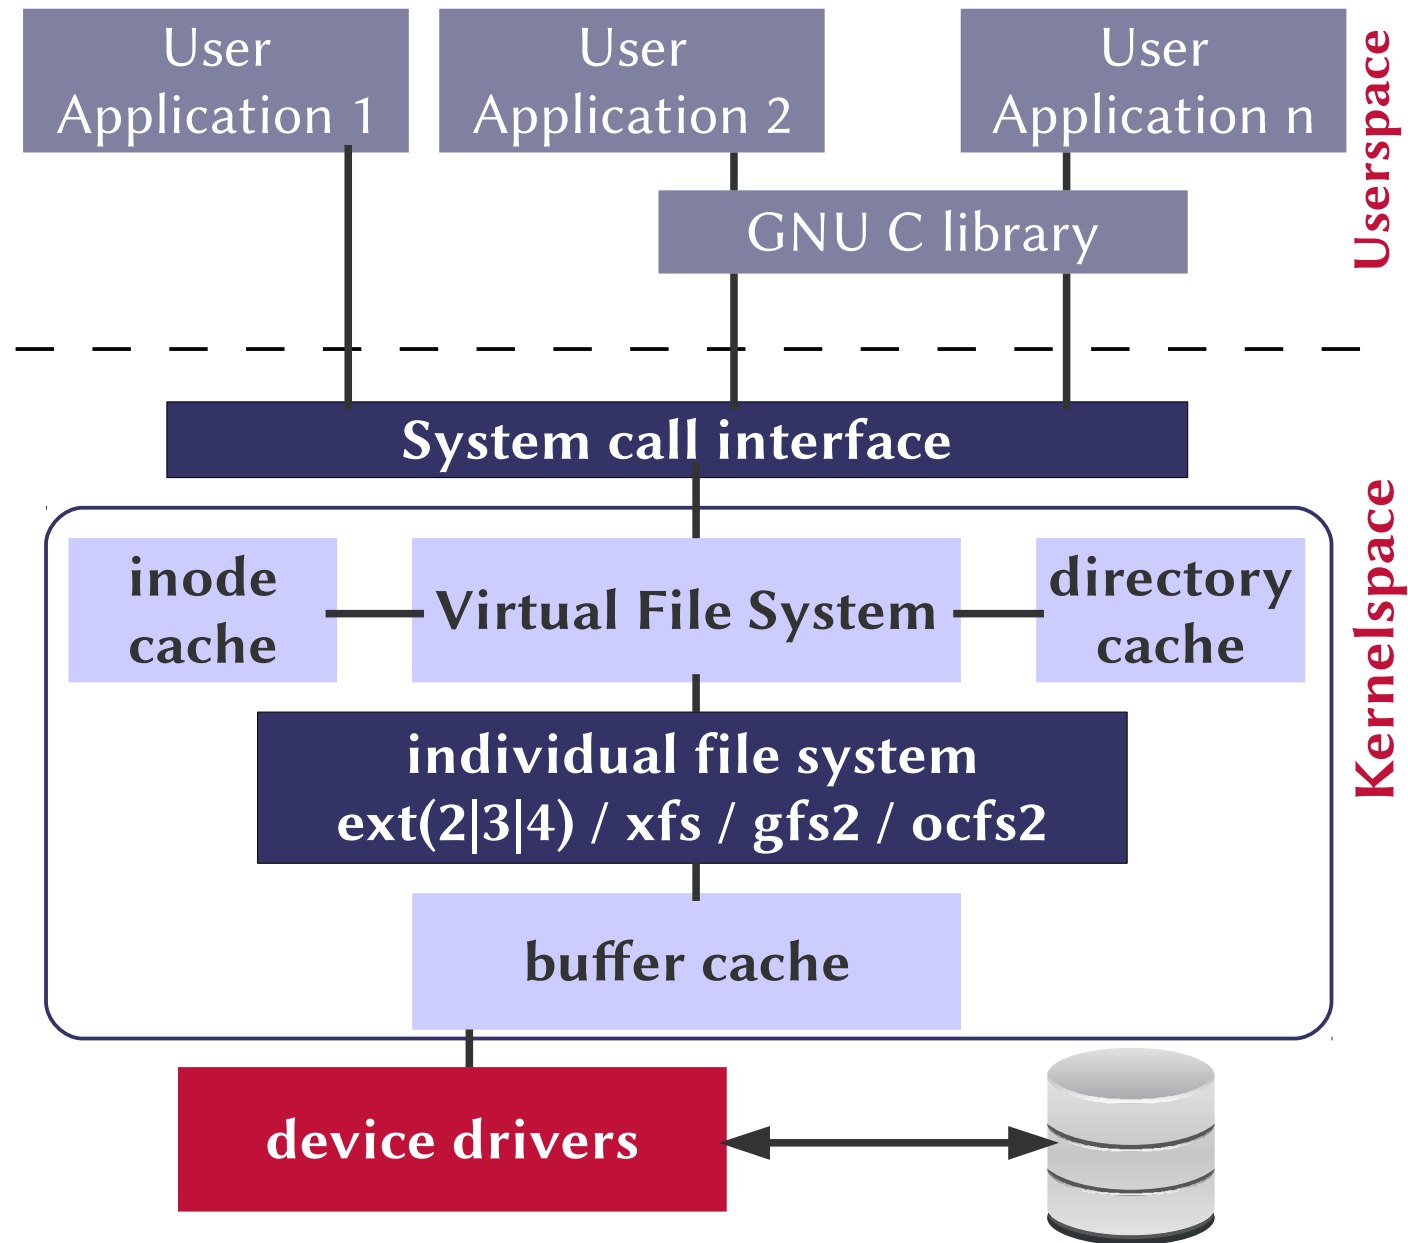 User
Application 1
User
Application 2
User
Application n
Userspace
GNU C library
System call interface
Kernelspace
inode
cache
Virtual File System
directory
cache
individual file system
ext(2|3|4) / xfs / gfs2 / ocfs2
buffer cache
device drivers